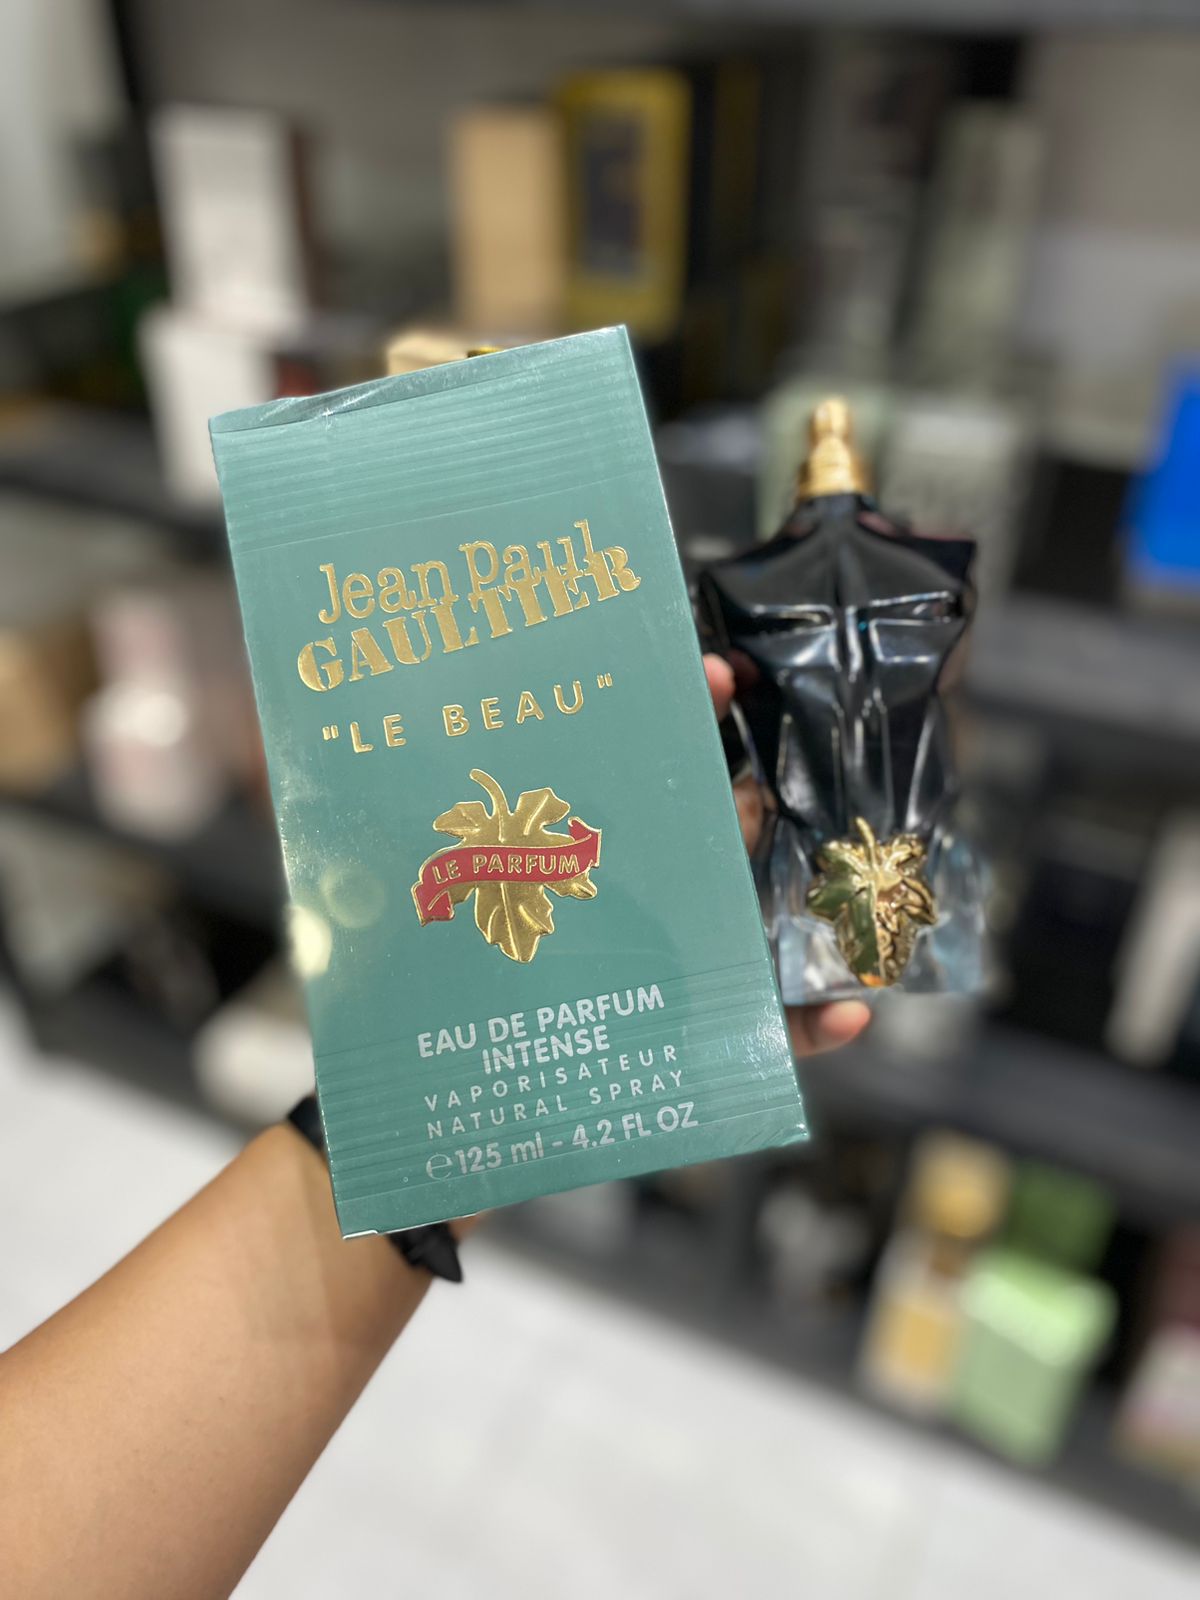 Jean Paul
GAULTIER
"LE BEAU"
LE PARFUM
EAU DE PARFUM
INTENSE
VAPORISATEUR
NATURAL SPRAY
℮125 ml - 4.2 FL OZ